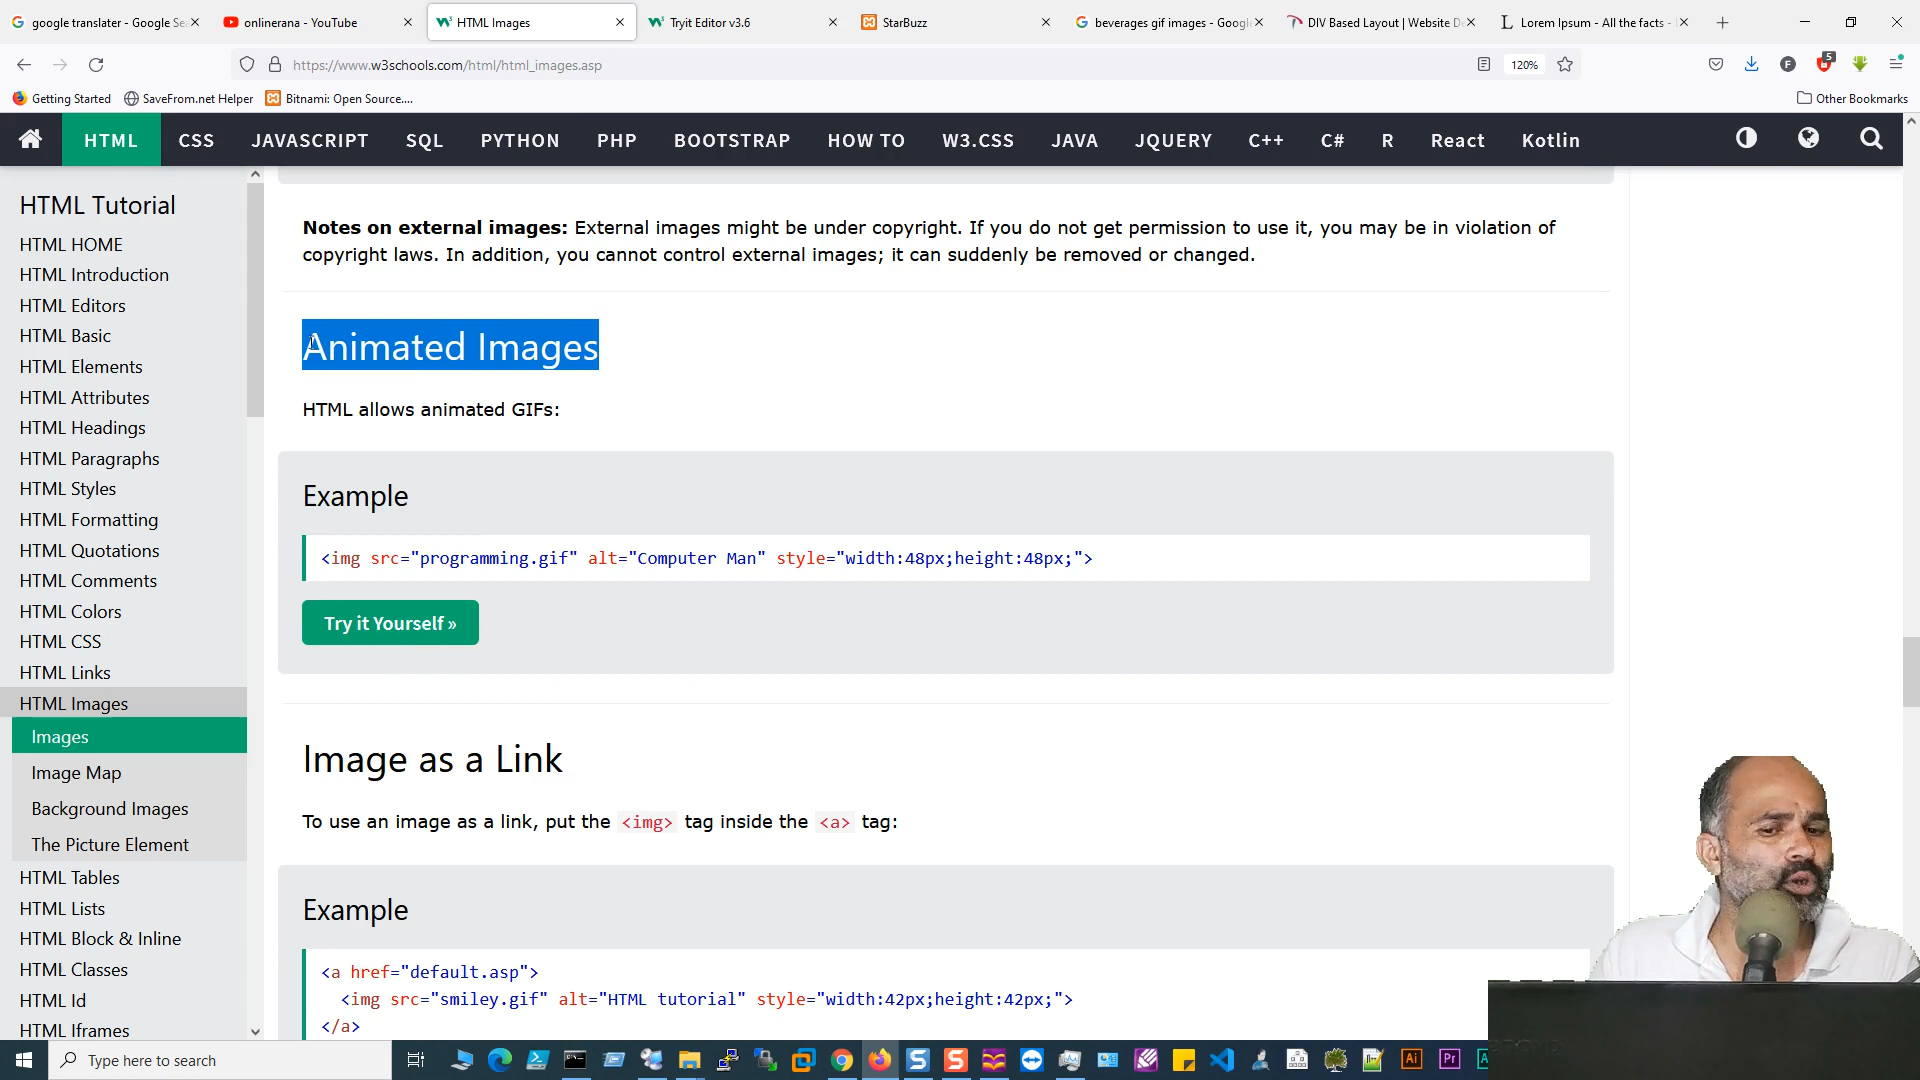 google translater - Google Se
onlinerana - YouTube
HTML Images
Tryit Editor v3.6
StarBuzz
beverages gif images - Googl
DIV Based Layout | Website De
Lorem Ipsum - All the facts -
https://www.w3schools.com/html/html_images.asp
120%
5
Getting Started
SaveFrom.net Helper
Bitnami: Open Source....
Other Bookmarks
HTML CSS JAVASCRIPT SQL PYTHON PHP BOOTSTRAP HOW TO W3.CSS JAVA JQUERY C++ C# R React Kotlin
HTML Tutorial
HTML HOME
HTML Introduction
HTML Editors
HTML Basic
HTML Elements
HTML Attributes
HTML Headings
HTML Paragraphs
HTML Styles
HTML Formatting
HTML Quotations
HTML Comments
HTML Colors
HTML CSS
HTML Links
HTML Images
Images
Image Map
Background Images
The Picture Element
HTML Tables
HTML Lists
HTML Block & Inline
HTML Classes
HTML Id
HTML Iframes
Notes on external images: External images might be under copyright. If you do not get permission to use it, you may be in violation of
copyright laws. In addition, you cannot control external images; it can suddenly be removed or changed.
Animated Images
HTML allows animated GIFs:
Example
<img src="programming.gif" alt="Computer Man" style="width:48px;height:48px;">
Try it Yourself »
Image as a Link
To use an image as a link, put the <img> tag inside the <a> tag:
Example
<a href="default.asp">
<img src="smiley.gif" alt="HTML tutorial" style="width:42px;height:42px;">
</a>
Type here to search